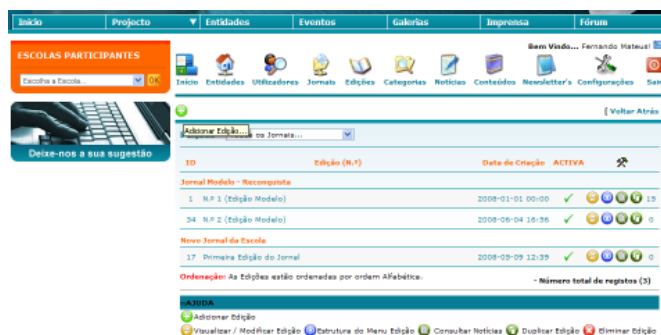 Início Projecto ▼ Entidades Eventos Galerias Imprensa Fórum
Bem Vindo... Fernando Mateus!
ESCOLAS PARTICIPANTES
Escolha a Escola... OK
Início Entidades Utilizadores Jornais Edições Categorias Notícias Conteúdos Newsletter's Configurações Sair
Deixe-nos a sua sugestão
[ Voltar Atrás
Adicionar Edição...
os Jornais...
ID Edição (N.º) Data de Criação ACTIVA
Jornal Modelo - Reconquista
1 N.º 1 (Edição Modelo) 2008-01-01 00:00 15
34 N.º 2 (Edição Modelo) 2008-06-04 16:36 0
Novo Jornal da Escola
17 Primeira Edição do Jornal 2008-09-09 12:39 0
Ordenação: As Edições estão ordenadas por ordem Alfabética.
- Número total de registos (3)
AJUDA
Adicionar Edição
Visualizar / Modificar Edição Estrutura do Menu Edição Consultar Notícias Duplicar Edição Eliminar Edição